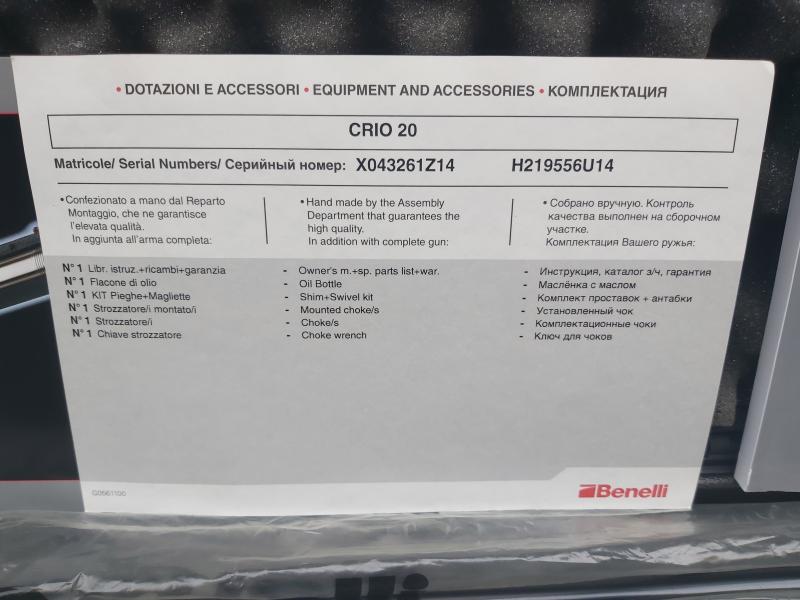 • DOTAZIONI E ACCESSORI • EQUIPMENT AND ACCESSORIES • КОМПЛЕКТАЦИЯ
CRIO 20
Matricole/ Serial Numbers/ Серийный номер: X043261Z14 H219556U14
• Confezionato a mano dal Reparto
Montaggio, che ne garantisce
l'elevata qualità.
In aggiunta all'arma completa:
• Hand made by the Assembly
Department that guarantees the
high quality.
In addition with complete gun:
• Собрано вручную. Контроль
качества выполнен на сборочном
участке.
Комплектация Вашего ружья:
N° 1 Libr. istruz.+ricambi+garanzia - Owner's m.+sp. parts list+war. - Инструкция, каталог з/ч, гарантия
N° 1 Flacone di olio - Oil Bottle - Маслёнка с маслом
N° 1 KIT Pieghe+Magliette - Shim+Swivel kit - Комплект проставок + антабки
N° 1 Strozzatore/i montato/i - Mounted choke/s - Установленный чок
N° 1 Strozzatore/i - Choke/s - Комплектационные чоки
N° 1 Chiave strozzatore - Choke wrench - Ключ для чоков
G0661100
Benelli